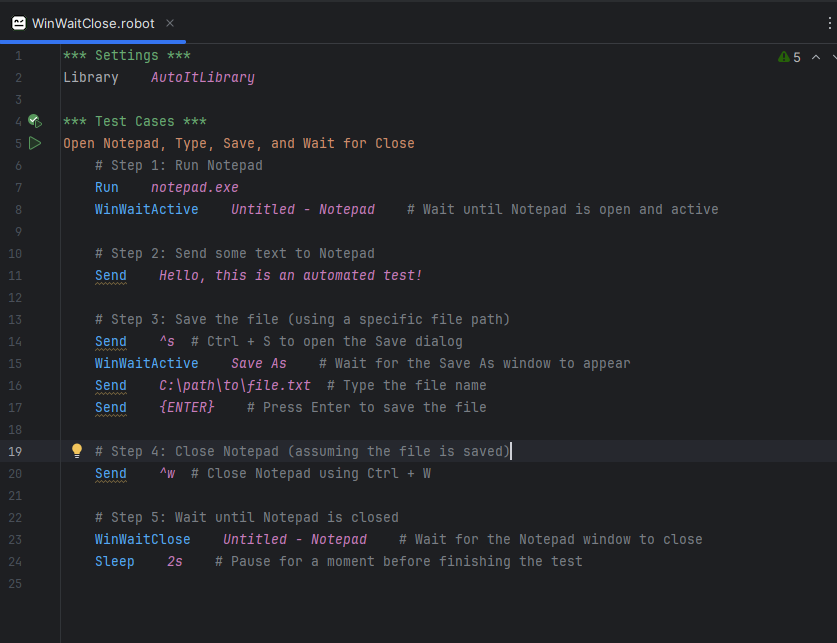 WinWaitClose.robot
5
1 *** Settings ***
2 Library    AutoItLibrary
3
4 *** Test Cases ***
5 Open Notepad, Type, Save, and Wait for Close
6     # Step 1: Run Notepad
7     Run    notepad.exe
8     WinWaitActive    Untitled - Notepad    # Wait until Notepad is open and active
9
10     # Step 2: Send some text to Notepad
11     Send    Hello, this is an automated test!
12
13     # Step 3: Save the file (using a specific file path)
14     Send    ^s  # Ctrl + S to open the Save dialog
15     WinWaitActive    Save As    # Wait for the Save As window to appear
16     Send    C:\path\to\file.txt  # Type the file name
17     Send    {ENTER}    # Press Enter to save the file
18
19     # Step 4: Close Notepad (assuming the file is saved)
20     Send    ^w  # Close Notepad using Ctrl + W
21
22     # Step 5: Wait until Notepad is closed
23     WinWaitClose    Untitled - Notepad    # Wait for the Notepad window to close
24     Sleep    2s    # Pause for a moment before finishing the test
25